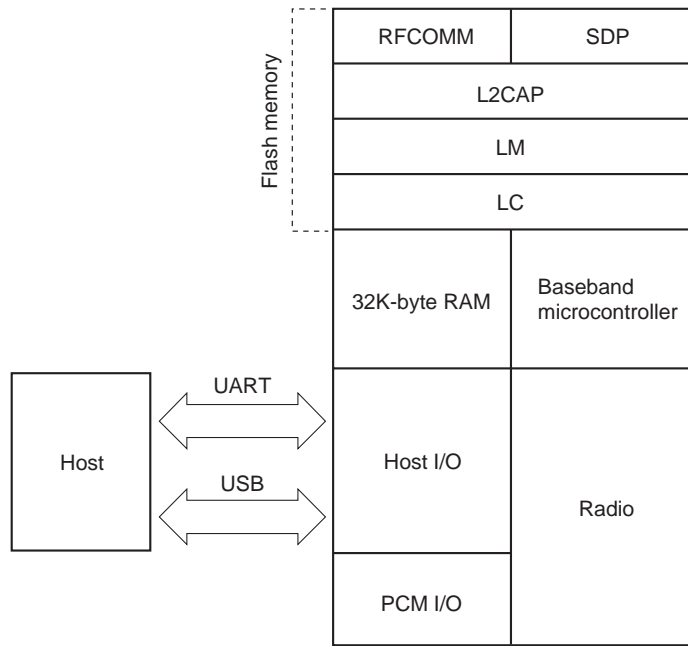 RFCOMM
SDP
Flash memory
L2CAP
LM
LC
32K-byte RAM
Baseband
microcontroller
UART
Host
Host I/O
USB
Radio
PCM I/O